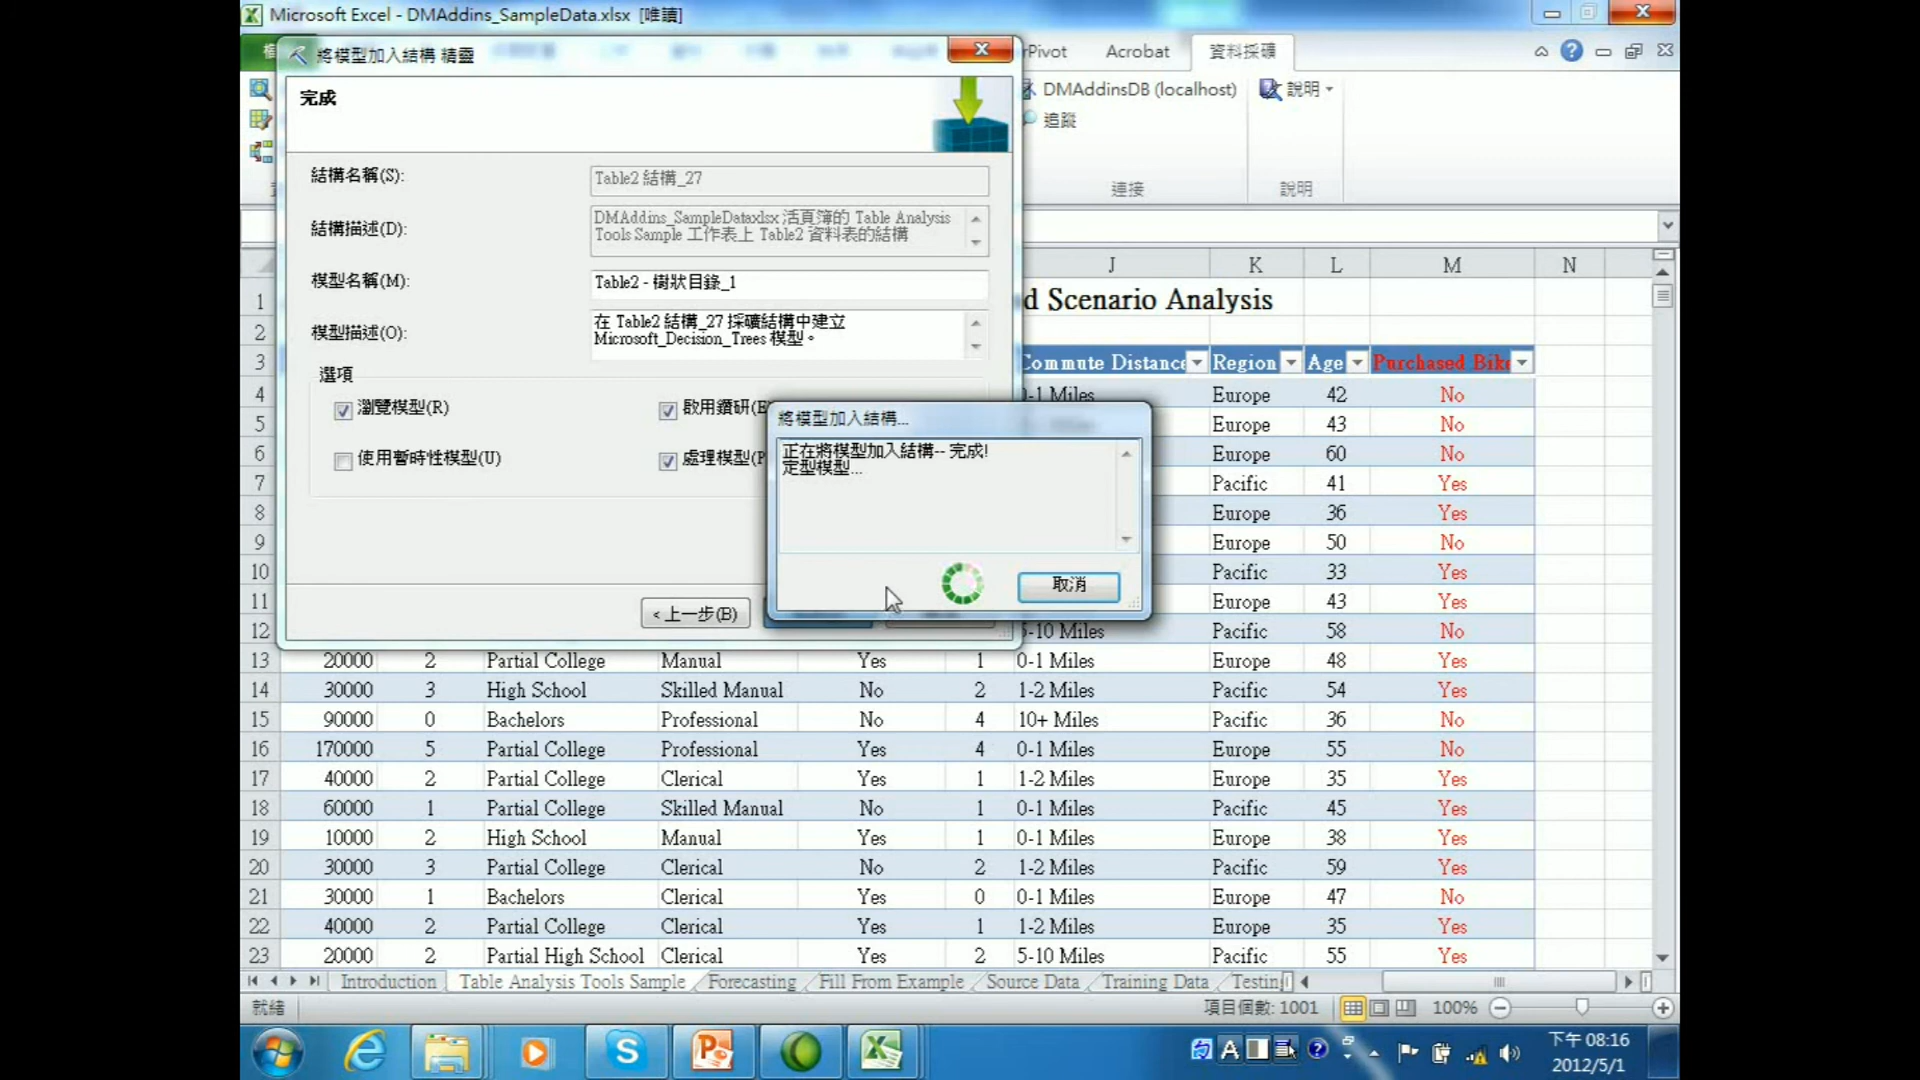 Microsoft Excel - DMAddins_SampleData.xlsx [唯讀]
將模型加入結構 精靈
Acrobat
資料採礦
完成
DMAddinsDB (localhost)
說明
追蹤
連接
說明
結構名稱(S):
Table2 結構_27
結構描述(D):
DMAddins_SampleDataxlsx 活頁簿的 Table Analysis
Tools Sample 工作表上 Table2 資料表的結構
模型名稱(M):
Table2 - 樹狀目錄_1
模型描述(O):
在 Table2 結構_27 採礦結構中建立
Microsoft_Decision_Trees 模型。
選項
瀏覽模型(R)
啟用鑽研(E
使用暫時性模型(U)
處理模型(P
< 上一步(B)
將模型加入結構...
正在將模型加入結構-- 完成!
定型模型...
取消
J K L M N
1 d Scenario Analysis
2
3 Commute Distance Region Age Purchased Bike
4 0-1 Miles Europe 42 No
5 Europe 43 No
6 Europe 60 No
7 Pacific 41 Yes
8 Europe 36 Yes
9 Europe 50 No
10 Pacific 33 Yes
11 Europe 43 Yes
12 5-10 Miles Pacific 58 No
13 20000 2 Partial College Manual Yes 1 0-1 Miles Europe 48 Yes
14 30000 3 High School Skilled Manual No 2 1-2 Miles Pacific 54 Yes
15 90000 0 Bachelors Professional No 4 10+ Miles Pacific 36 No
16 170000 5 Partial College Professional Yes 4 0-1 Miles Europe 55 No
17 40000 2 Partial College Clerical Yes 1 1-2 Miles Europe 35 Yes
18 60000 1 Partial College Skilled Manual No 1 0-1 Miles Pacific 45 Yes
19 10000 2 High School Manual Yes 1 0-1 Miles Europe 38 Yes
20 30000 3 Partial College Clerical No 2 1-2 Miles Pacific 59 Yes
21 30000 1 Bachelors Clerical Yes 0 0-1 Miles Europe 47 No
22 40000 2 Partial College Clerical Yes 1 1-2 Miles Europe 35 Yes
23 20000 2 Partial High School Clerical Yes 2 5-10 Miles Pacific 55 Yes
Introduction Table Analysis Tools Sample Forecasting Fill From Example Source Data Training Data Testing
就緒
項目個數: 1001
100%
下午 08:16
2012/5/1